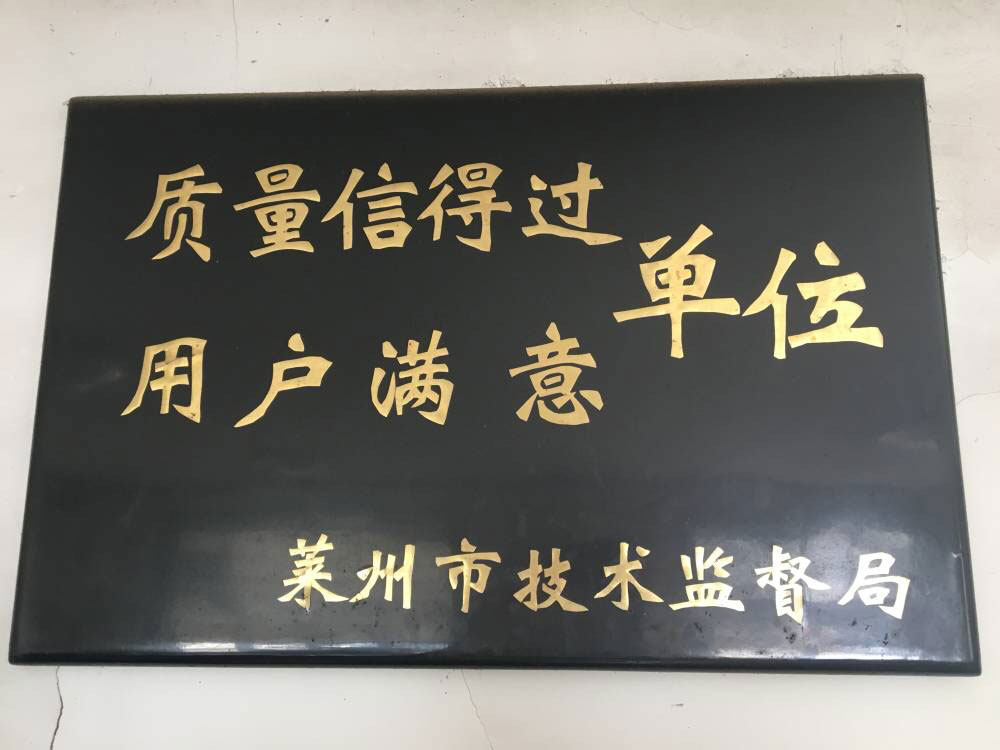 质量信得过
用户满意
单位
莱州市技术监督局